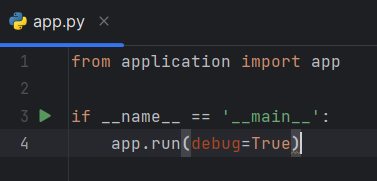 app.py
1 from application import app
2
3 if __name__ == '__main__':
4     app.run(debug=True)